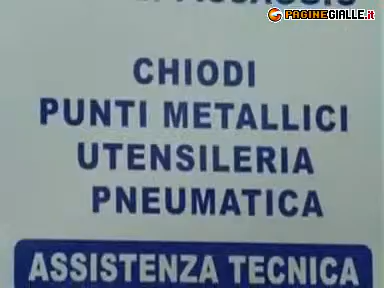 PAGINEGIALLE.it
CHIODI
PUNTI METALLICI
UTENSILERIA
PNEUMATICA
ASSISTENZA TECNICA